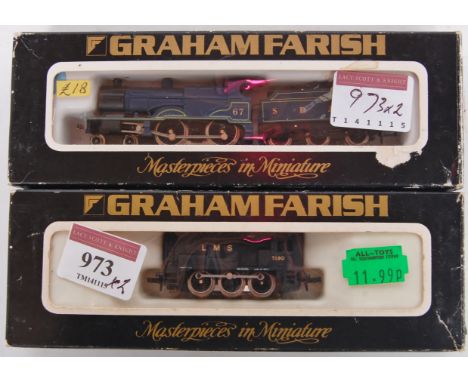 GRAHAM FARISH
£18
67
S D
LACY SCOTT & KNIGHT
973x2
T141115
Masterpieces in Miniature
GRAHAM FARISH
LACY SCOTT & KNIGHT
973
x2
TM141115
LMS
ALL-TOYS
11.99P
Masterpieces in Miniature